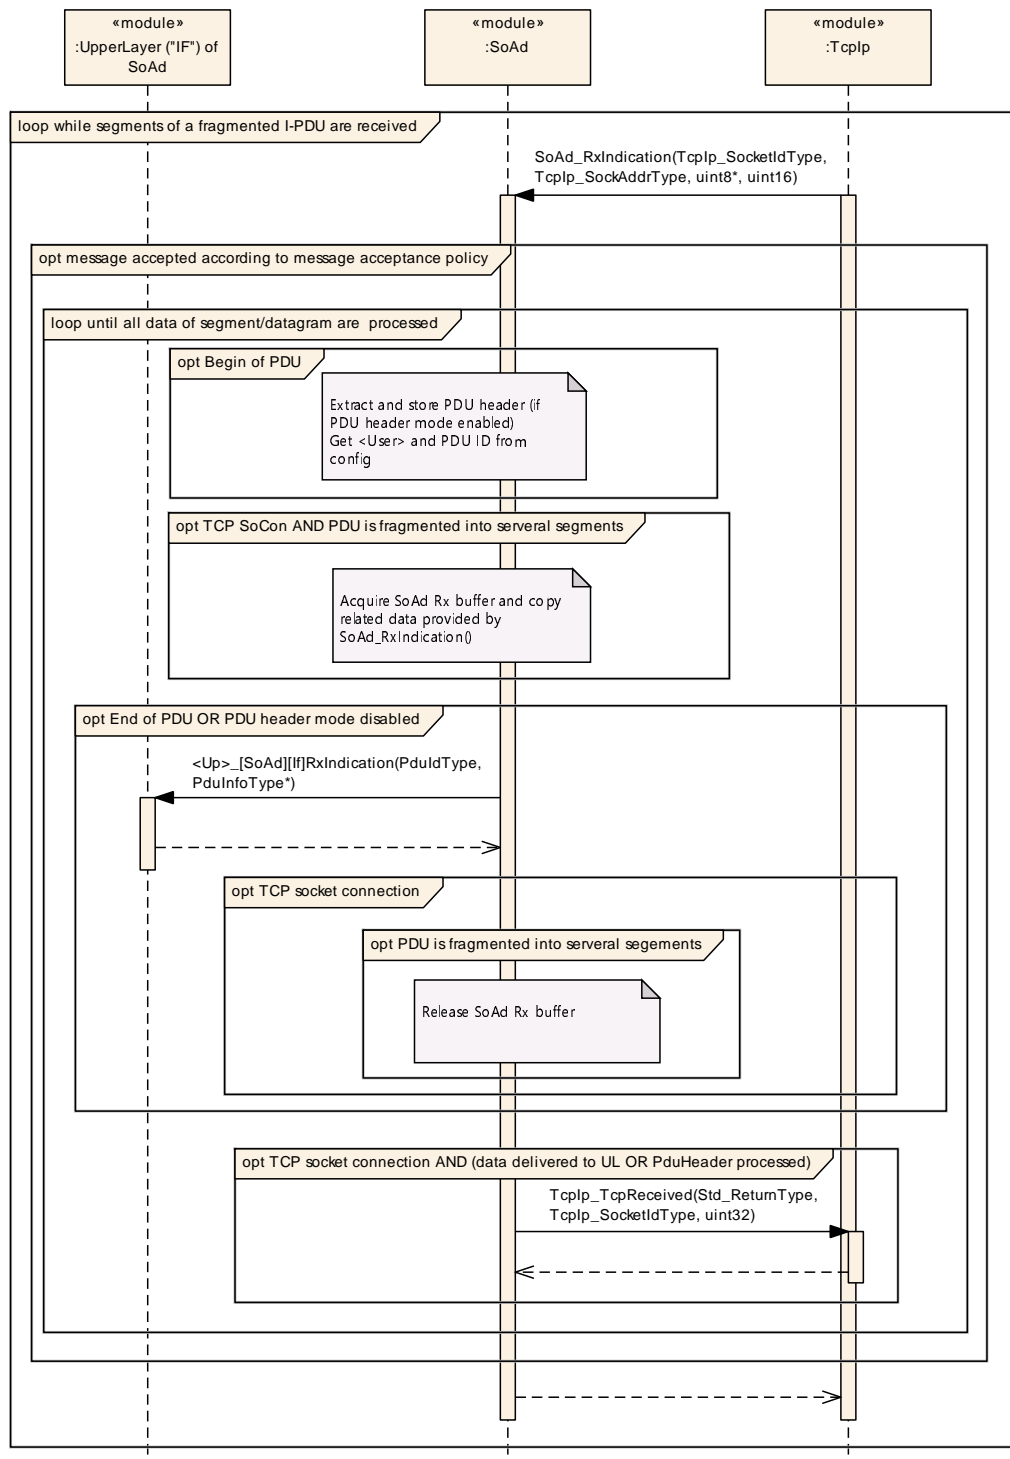 «module»
:UpperLayer ("IF") of
SoAd
«module»
:SoAd
«module»
:TcpIp
loop while segments of a fragmented I-PDU are received
SoAd_RxIndication(TcpIp_SocketIdType,
TcpIp_SockAddrType, uint8*, uint16)
opt message accepted according to message acceptance policy
loop until all data of segment/datagram are processed
opt Begin of PDU
Extract and store PDU header (if
PDU header mode enabled)
Get <User> and PDU ID from
config
opt TCP SoCon AND PDU is fragmented into serveral segments
Acquire SoAd Rx buffer and copy
related data provided by
SoAd_RxIndication()
opt End of PDU OR PDU header mode disabled
<Up>_[SoAd][If]RxIndication(PduIdType,
PduInfoType*)
opt TCP socket connection
opt PDU is fragmented into serveral segements
Release SoAd Rx buffer
opt TCP socket connection AND (data delivered to UL OR PduHeader processed)
TcpIp_TcpReceived(Std_ReturnType,
TcpIp_SocketIdType, uint32)